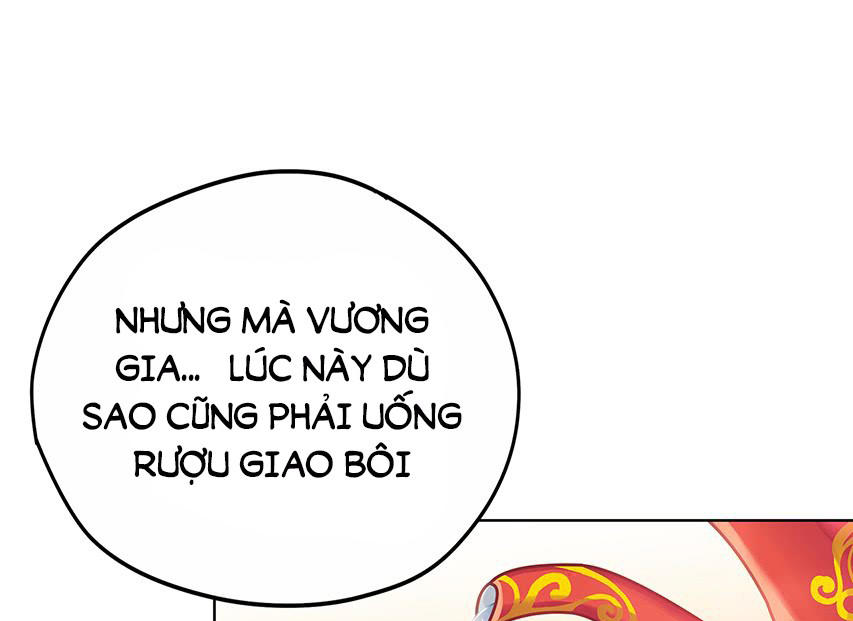 NHƯNG MÀ VƯƠNG
GIA... LÚC NÀY DÙ
SAO CŨNG PHẢI UỐNG
RƯỢU GIAO BÔI